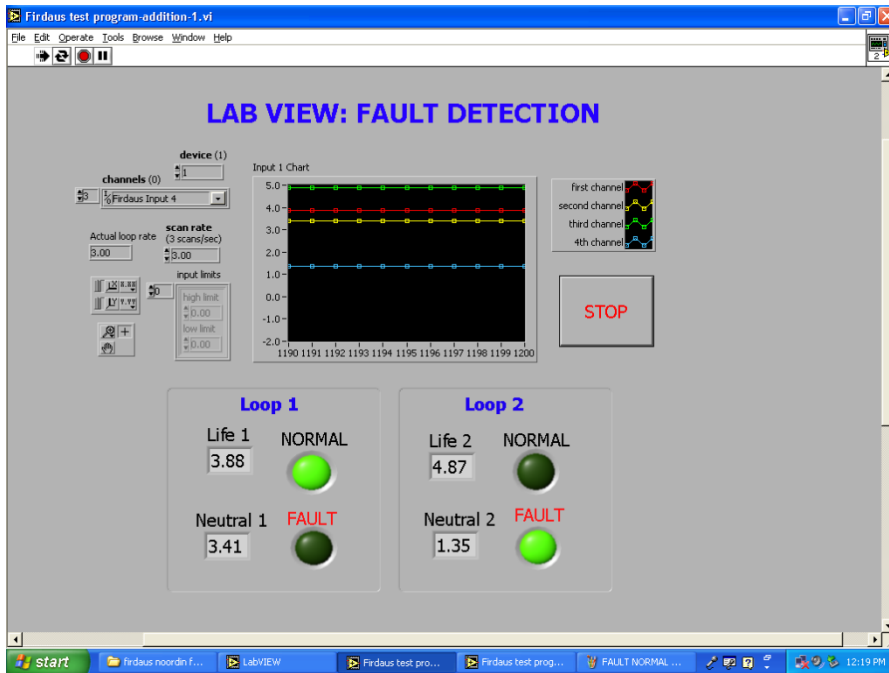 Firdaus test program-addition-1.vi
File Edit Operate Tools Browse Window Help
2
LAB VIEW: FAULT DETECTION
device (1)
1
channels (0)
3 Firdaus Input 4
Actual loop rate
3.00
scan rate
(3 scans/sec)
3.00
input limits
0
high limit
0.00
low limit
0.00
Input 1 Chart
5.0
4.0
3.0
2.0
1.0
0.0
-1.0
-2.0
1190 1191 1192 1193 1194 1195 1196 1197 1198 1199 1200
first channel
second channel
third channel
4th channel
STOP
Loop 1
Life 1 NORMAL
3.88
Neutral 1 FAULT
3.41
Loop 2
Life 2 NORMAL
4.87
Neutral 2 FAULT
1.35
start firdaus noordin f... LabVIEW Firdaus test pro... Firdaus test prog... FAULT NORMAL ... 12:19 PM